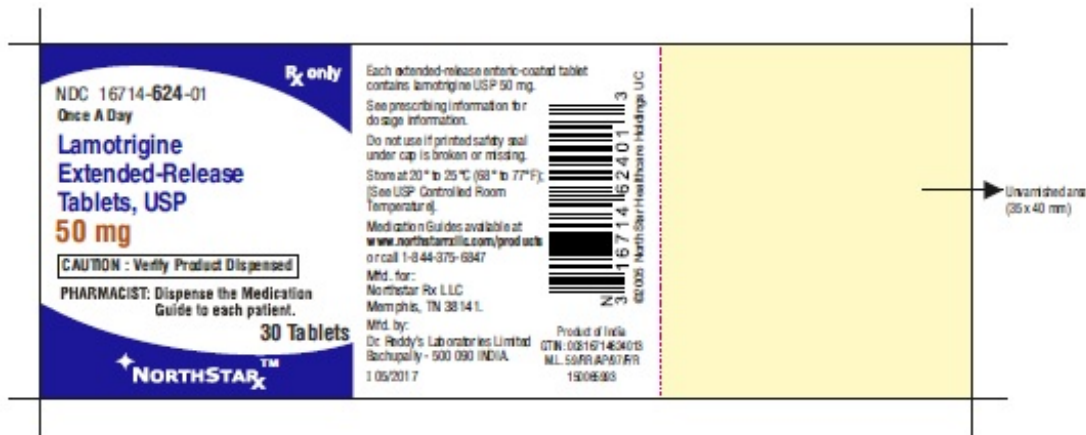 Rx only
NDC 16714-624-01
Once A Day
Lamotrigine
Extended-Release
Tablets, USP
50 mg
CAUTION : Verify Product Dispensed
PHARMACIST: Dispense the Medication
Guide to each patient.
30 Tablets
NORTHSTARx™
Each extended-release enteric-coated tablet
contains lamotrigine USP 50 mg.
See prescribing information for
dosage information.
Do not use if printed safety seal
under cap is broken or missing.
Store at 20° to 25°C (68° to 77°F);
[See USP Controlled Room
Temperature].
Medication Guides available at
www.northstarrxllc.com/products
or call 1-844-375-6847
Mfd. for:
Northstar Rx LLC
Memphis, TN 38141.
Mfd. by:
Dr. Reddy's Laboratories Limited
Bachupally - 500 090 INDIA.
I 05/2017
N 3 16714 62401 3
Northstar Healthcare Holdings UC
Product of India
GTIN: 00316714624013
150065993
Unvarnished area
(35 x 40 mm)